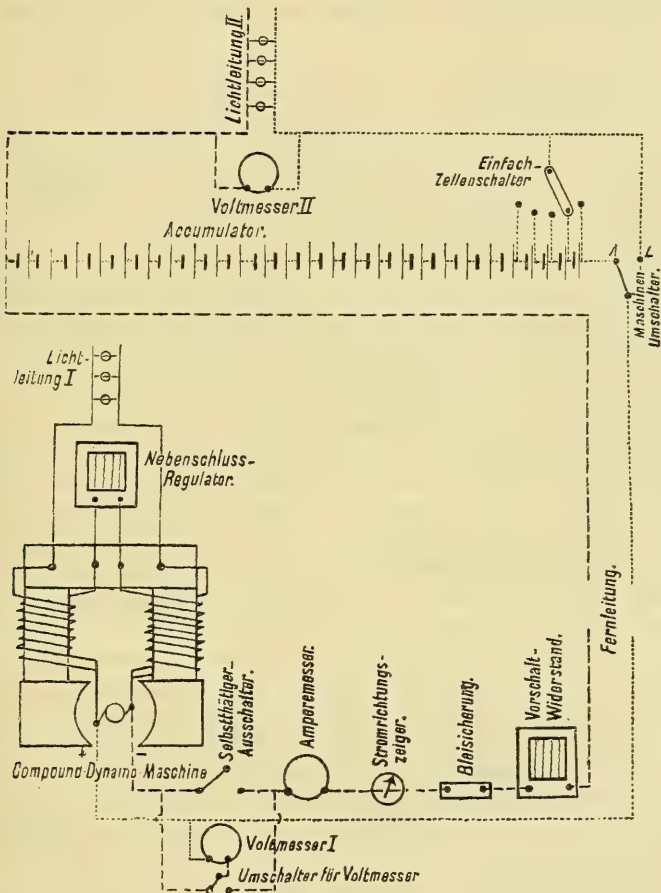 Lichtleitung II.
Voltmesser II
Accumulator.
Einfach-
Zellenschalter
A
L
Maschinen-
Umschalter.
Licht-
leitung I
Nebenschluss-
Regulator.
Fernleitung.
+
-
Compound-Dynamo-Maschine
Selbstthätiger-
Ausschalter.
Amperemesser.
Stromrichtungs-
zeiger.
Bleisicherung.
Vorschalt-
Widerstand.
Voltmesser I
Umschalter für Voltmesser